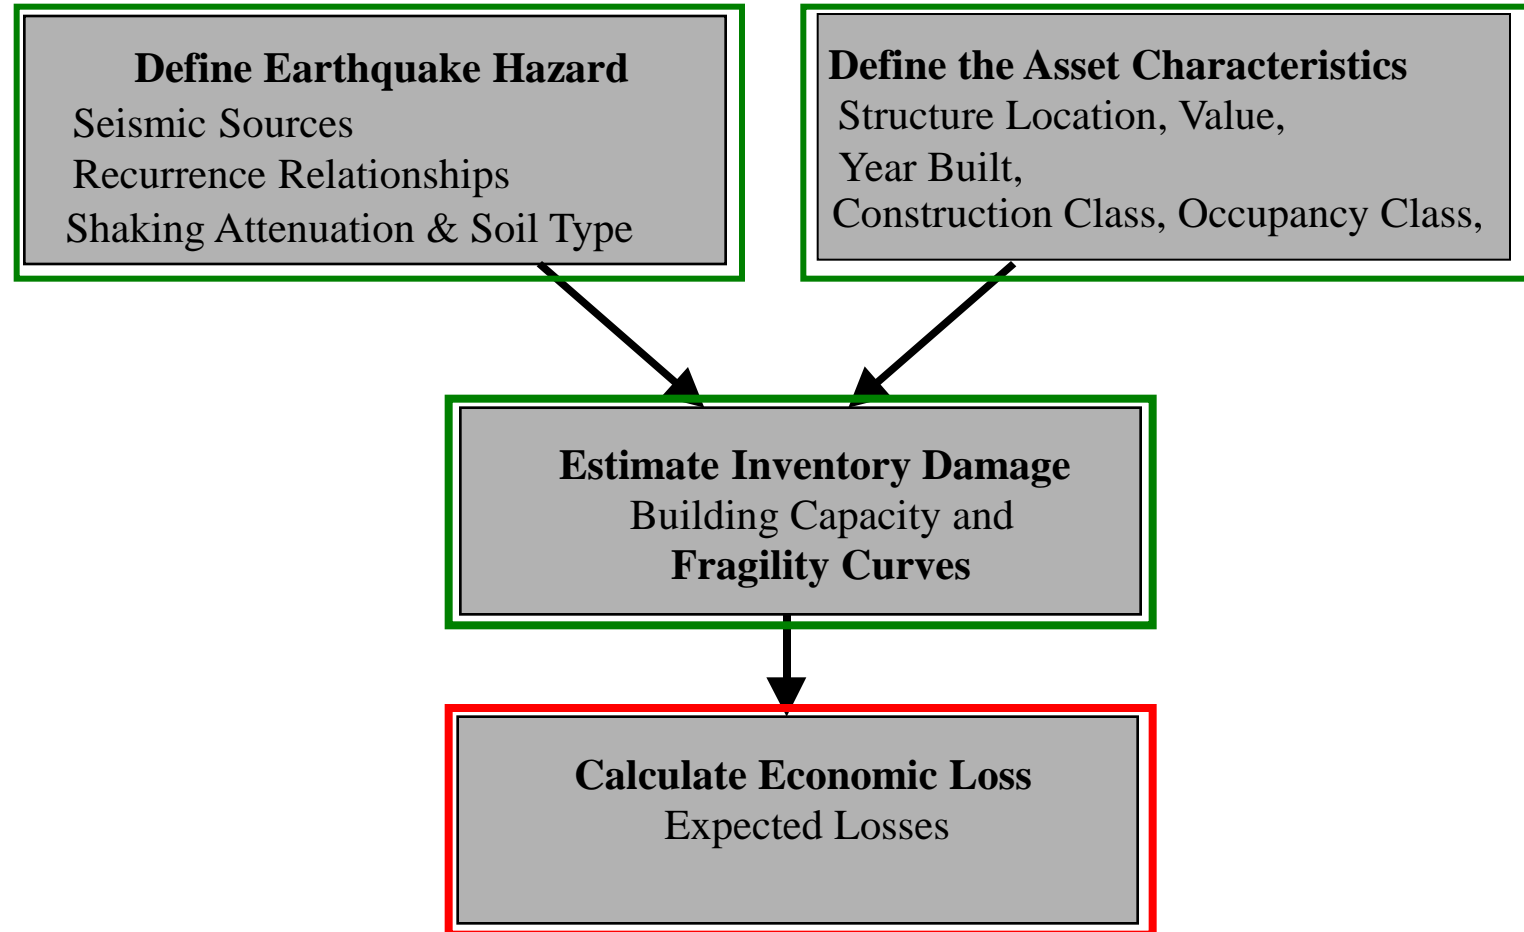 Define Earthquake Hazard
Seismic Sources
Recurrence Relationships
Shaking Attenuation & Soil Type
Define the Asset Characteristics
Structure Location, Value,
Year Built,
Construction Class, Occupancy Class,
Estimate Inventory Damage
Building Capacity and
Fragility Curves
Calculate Economic Loss
Expected Losses